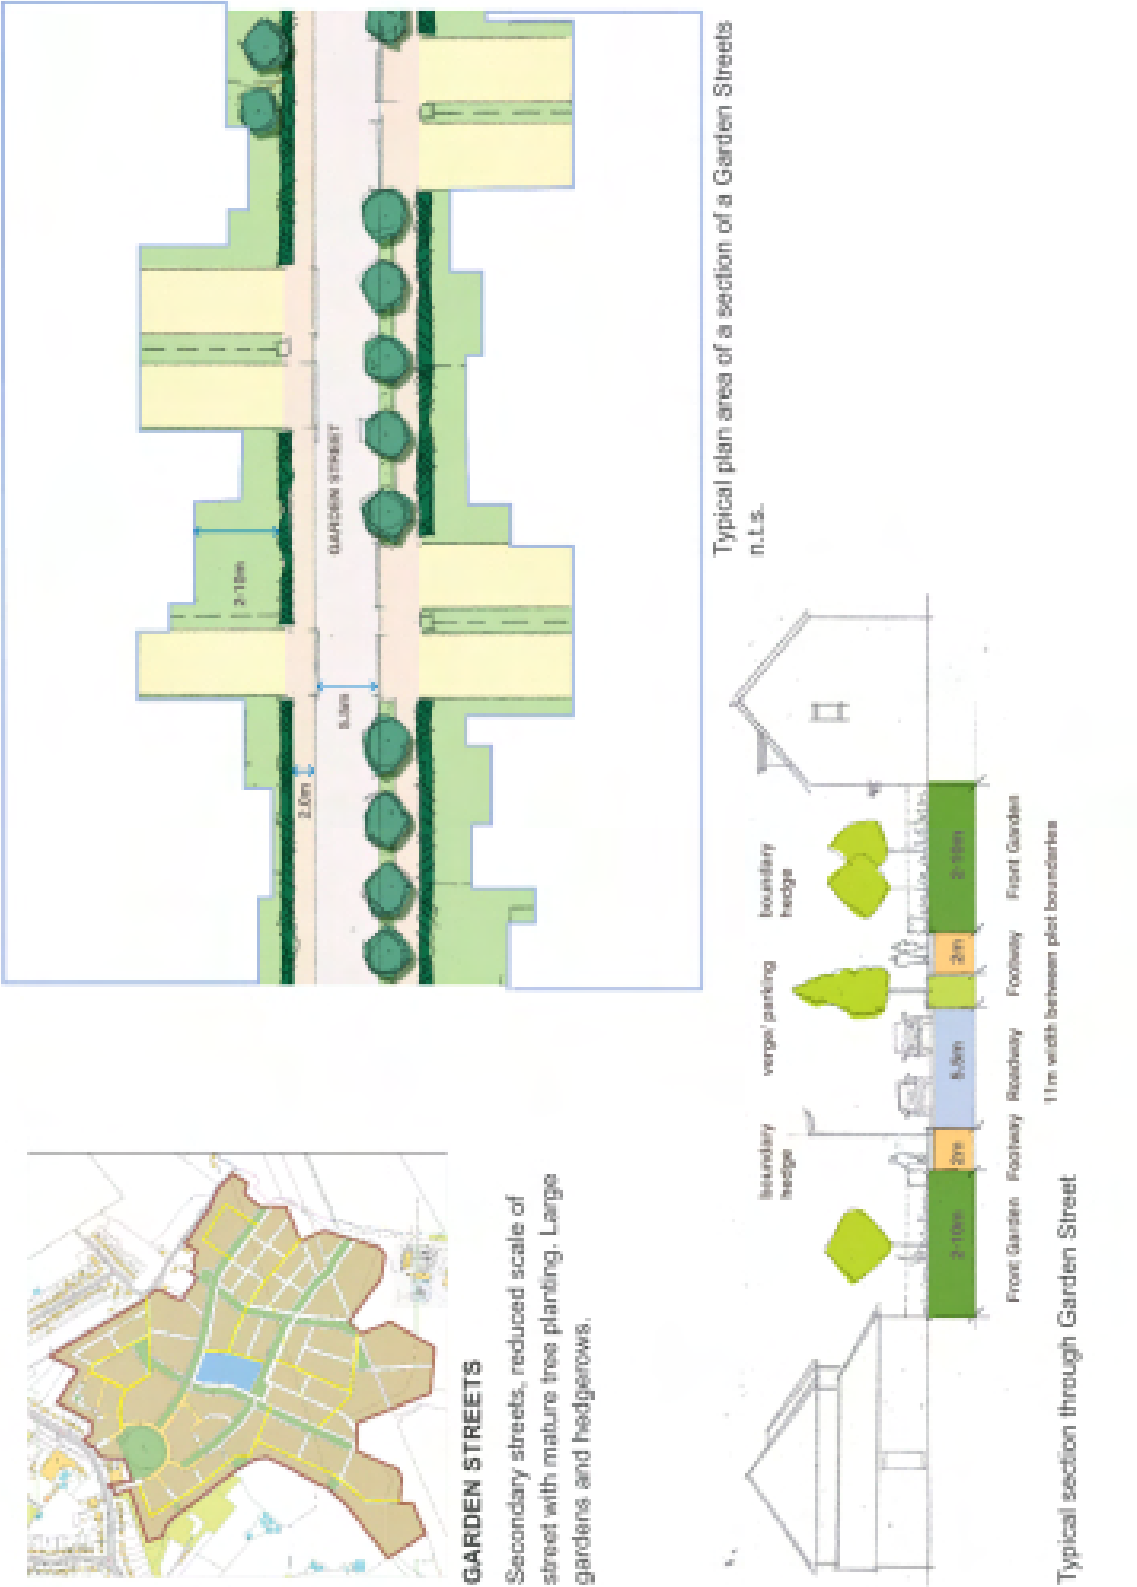 GARDEN STREETS
Secondary streets, reduced scale of
street with mature tree planting. Large
gardens and hedgerows.
GARDEN STREET
2-10m
5.5m
2.0m
Typical plan area of a section of a Garden Streets
n.t.s.
boundary
hedge
verge/ parking
boundary
hedge
2-10m
2m
5.5m
2m
2-10m
Front Garden
Footway
Roadway
Footway
Front Garden
11m width between plot boundaries
Typical section through Garden Street